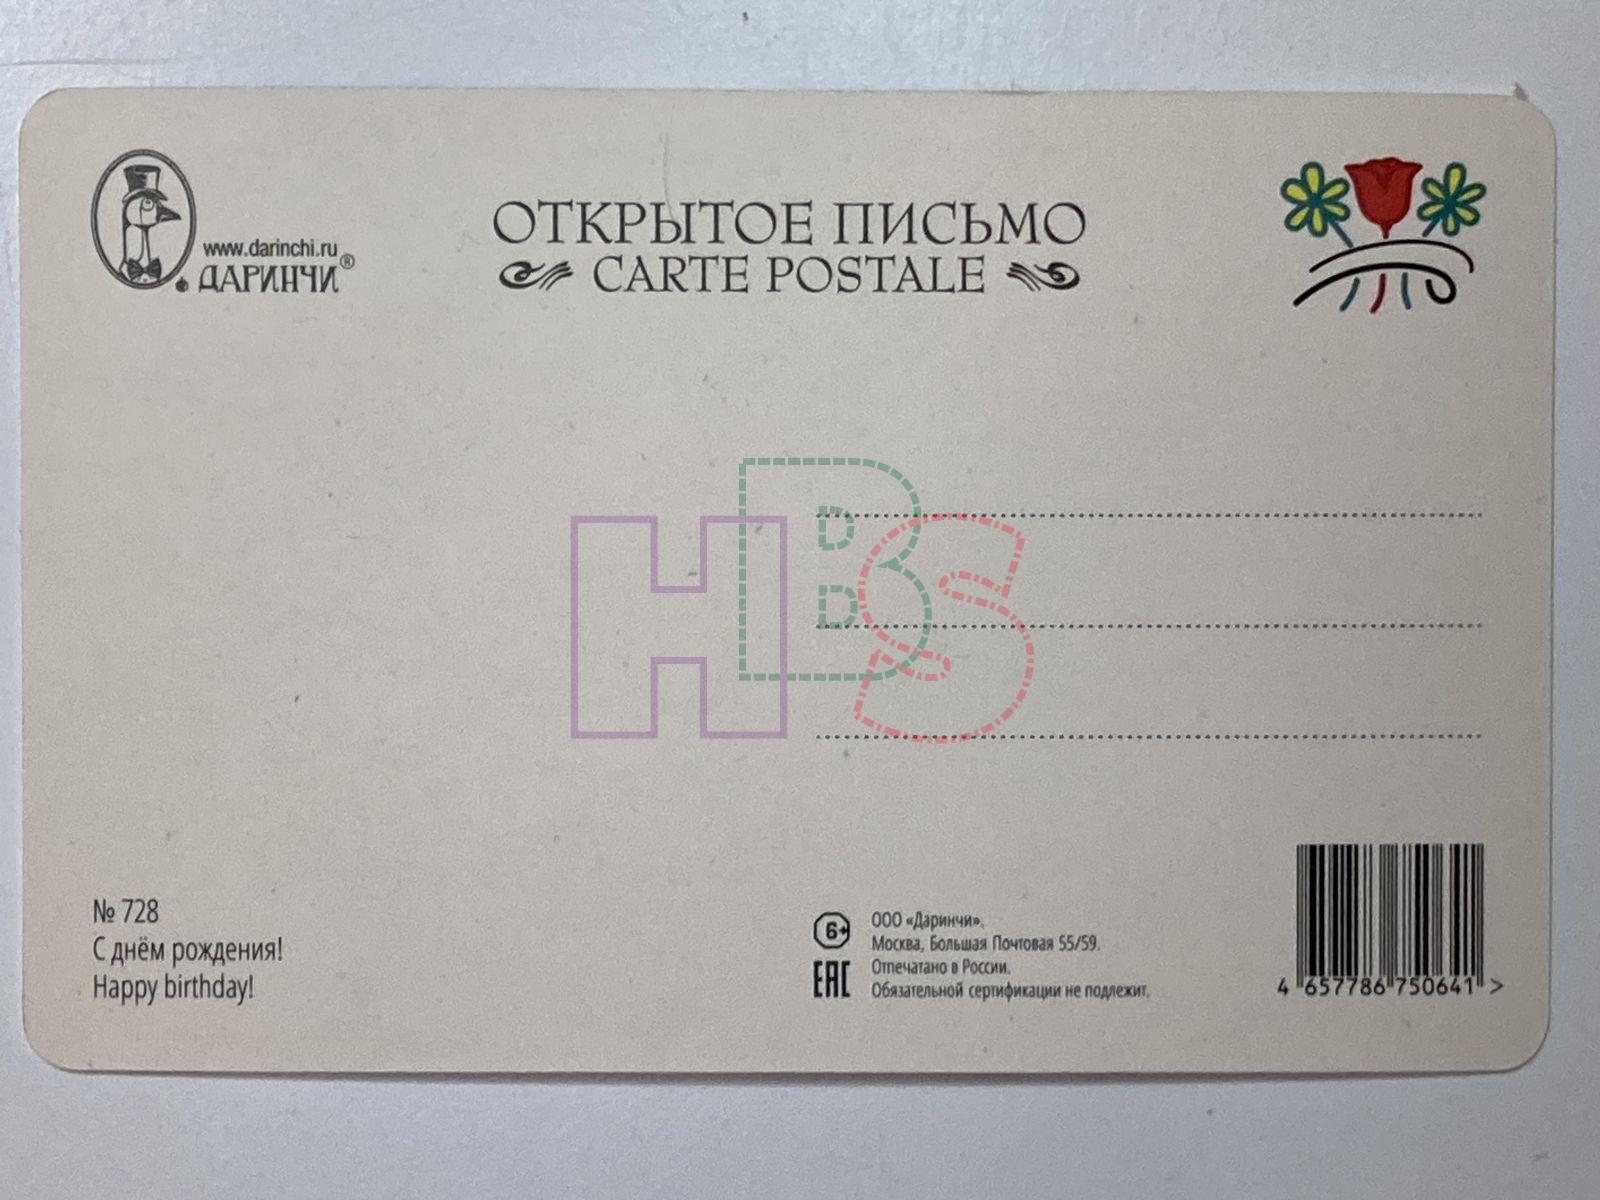 www.darinchi.ru
ДАРИНЧИ®
ОТКРЫТОЕ ПИСЬМО
CARTE POSTALE
HBS
№ 728
С днём рождения!
Happy birthday!
6+
EAC
ООО «Даринчи».
Москва, Большая Почтовая 55/59.
Отпечатано в России.
Обязательной сертификации не подлежит.
4 657786 750641 >